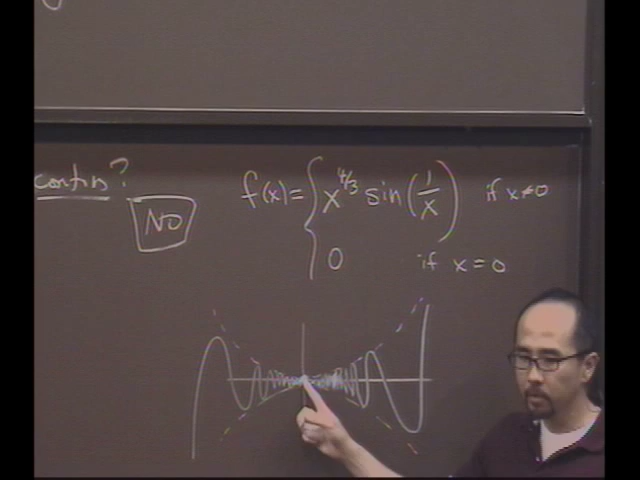 contin?
NO
f(x) = { x^{4/3} sin(1/x) if x≠0
0 if x = 0